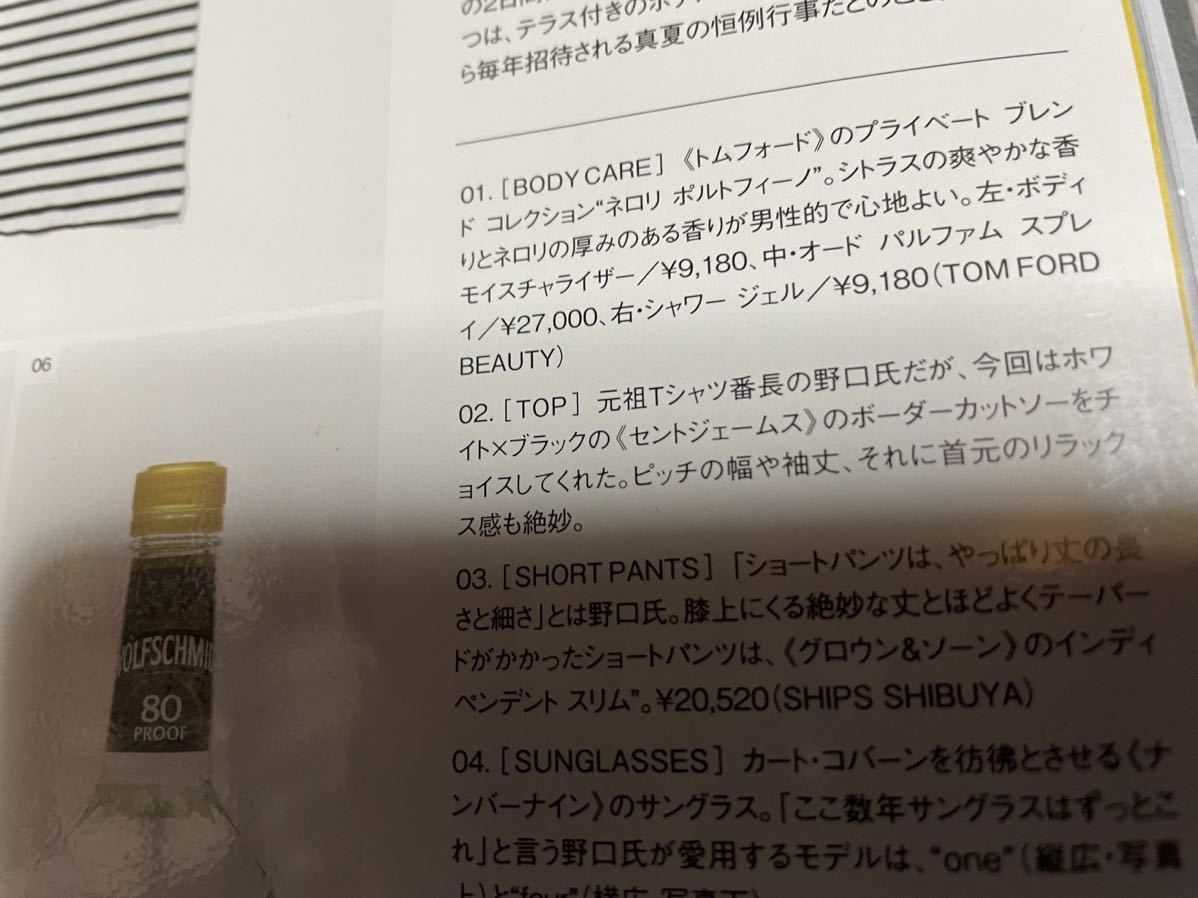 つは、テラス付きのホテ
ら毎年招待される真夏の恒例行事だとの
01.［BODY CARE］《トムフォード》のプライベート ブレン
ド コレクション“ネロリ ポルトフィーノ”。シトラスの爽やかな香
りとネロリの厚みのある香りが男性的で心地よい。左・ボディ
モイスチャライザー／¥9,180、中・オード パルファム スプレ
イ／¥27,000、右・シャワー ジェル／¥9,180（TOM FORD
BEAUTY）
02.［TOP］ 元祖Tシャツ番長の野口氏だが、今回はホワ
イト×ブラックの《セントジェームス》のボーダーカットソーをチ
ョイスしてくれた。ピッチの幅や袖丈、それに首元のリラック
ス感も絶妙。
03.［SHORT PANTS］「ショートパンツは、やっぱり丈の長
さと細さ」とは野口氏。膝上にくる絶妙な丈とほどよくテーパー
ドがかかったショートパンツは、《グロウン&ソーン》のインディ
ペンデント スリム”。¥20,520（SHIPS SHIBUYA）
04.［SUNGLASSES］ カート・コバーンを彷彿とさせる《ナ
ンバーナイン》のサングラス。「ここ数年サングラスはずっとこ
れ」と言う野口氏が愛用するモデルは、“one”（縦広・写真
上）と“four”（横広・写真下）
06
WOLFSCHMIDT
80
PROOF